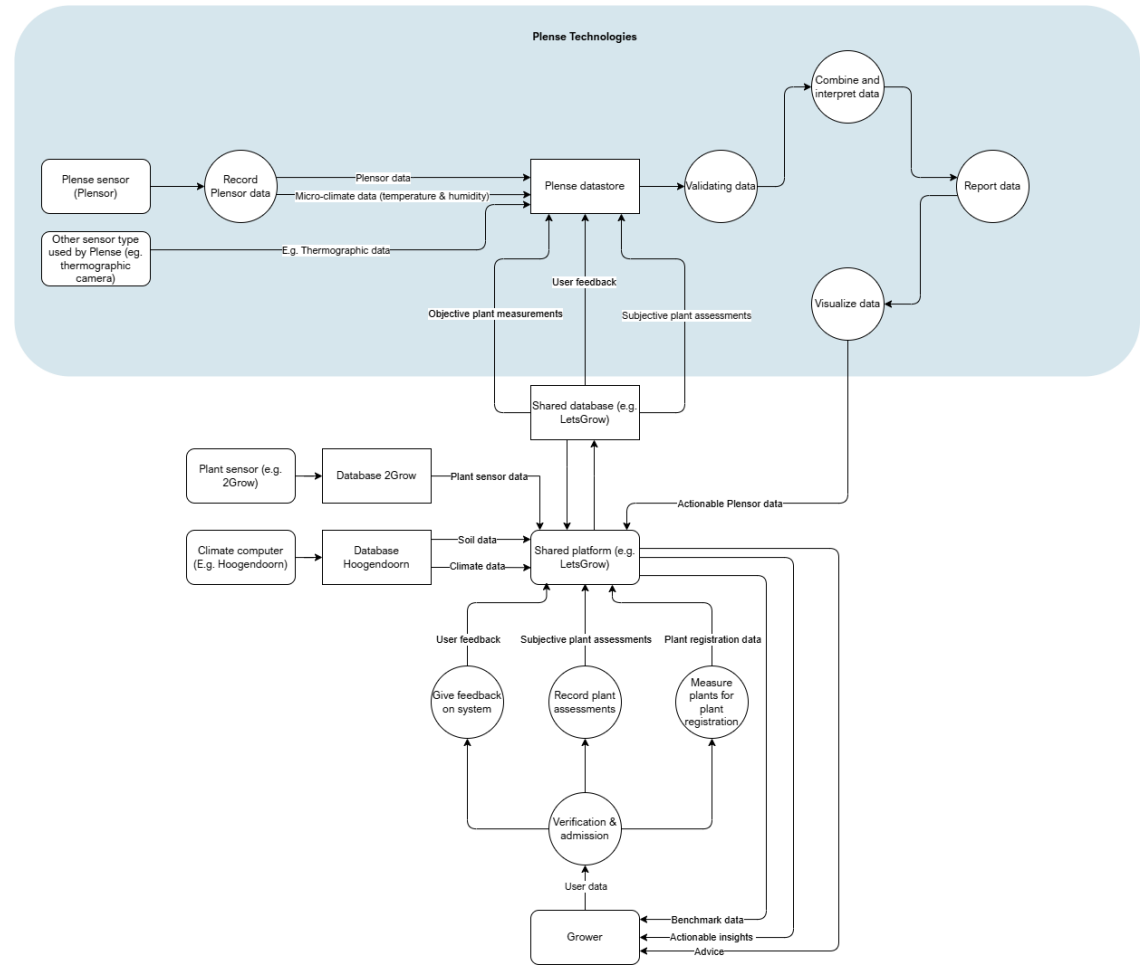 Plense Technologies
Combine and
interpret data
Plense sensor
(Plensor)
Record
Plensor data
Plensor data
Micro-climate data (temperature & humidity)
Plense datastore
Validating data
Report data
Other sensor type
used by Plense (eg.
thermographic
camera)
E.g. Thermographic data
User feedback
Objective plant measurements
Subjective plant assessments
Visualize data
Shared database (e.g.
LetsGrow)
Plant sensor (e.g.
2Grow)
Database 2Grow
Plant sensor data
Actionable Plensor data
Climate computer
(E.g. Hoogendoorn)
Database
Hoogendoorn
Soil data
Climate data
Shared platform (e.g.
LetsGrow)
User feedback
Subjective plant assessments
Plant registration data
Give feedback
on system
Record plant
assessments
Measure
plants for
plant
registration
Verification &
admission
User data
Grower
Benchmark data
Actionable insights
Advice